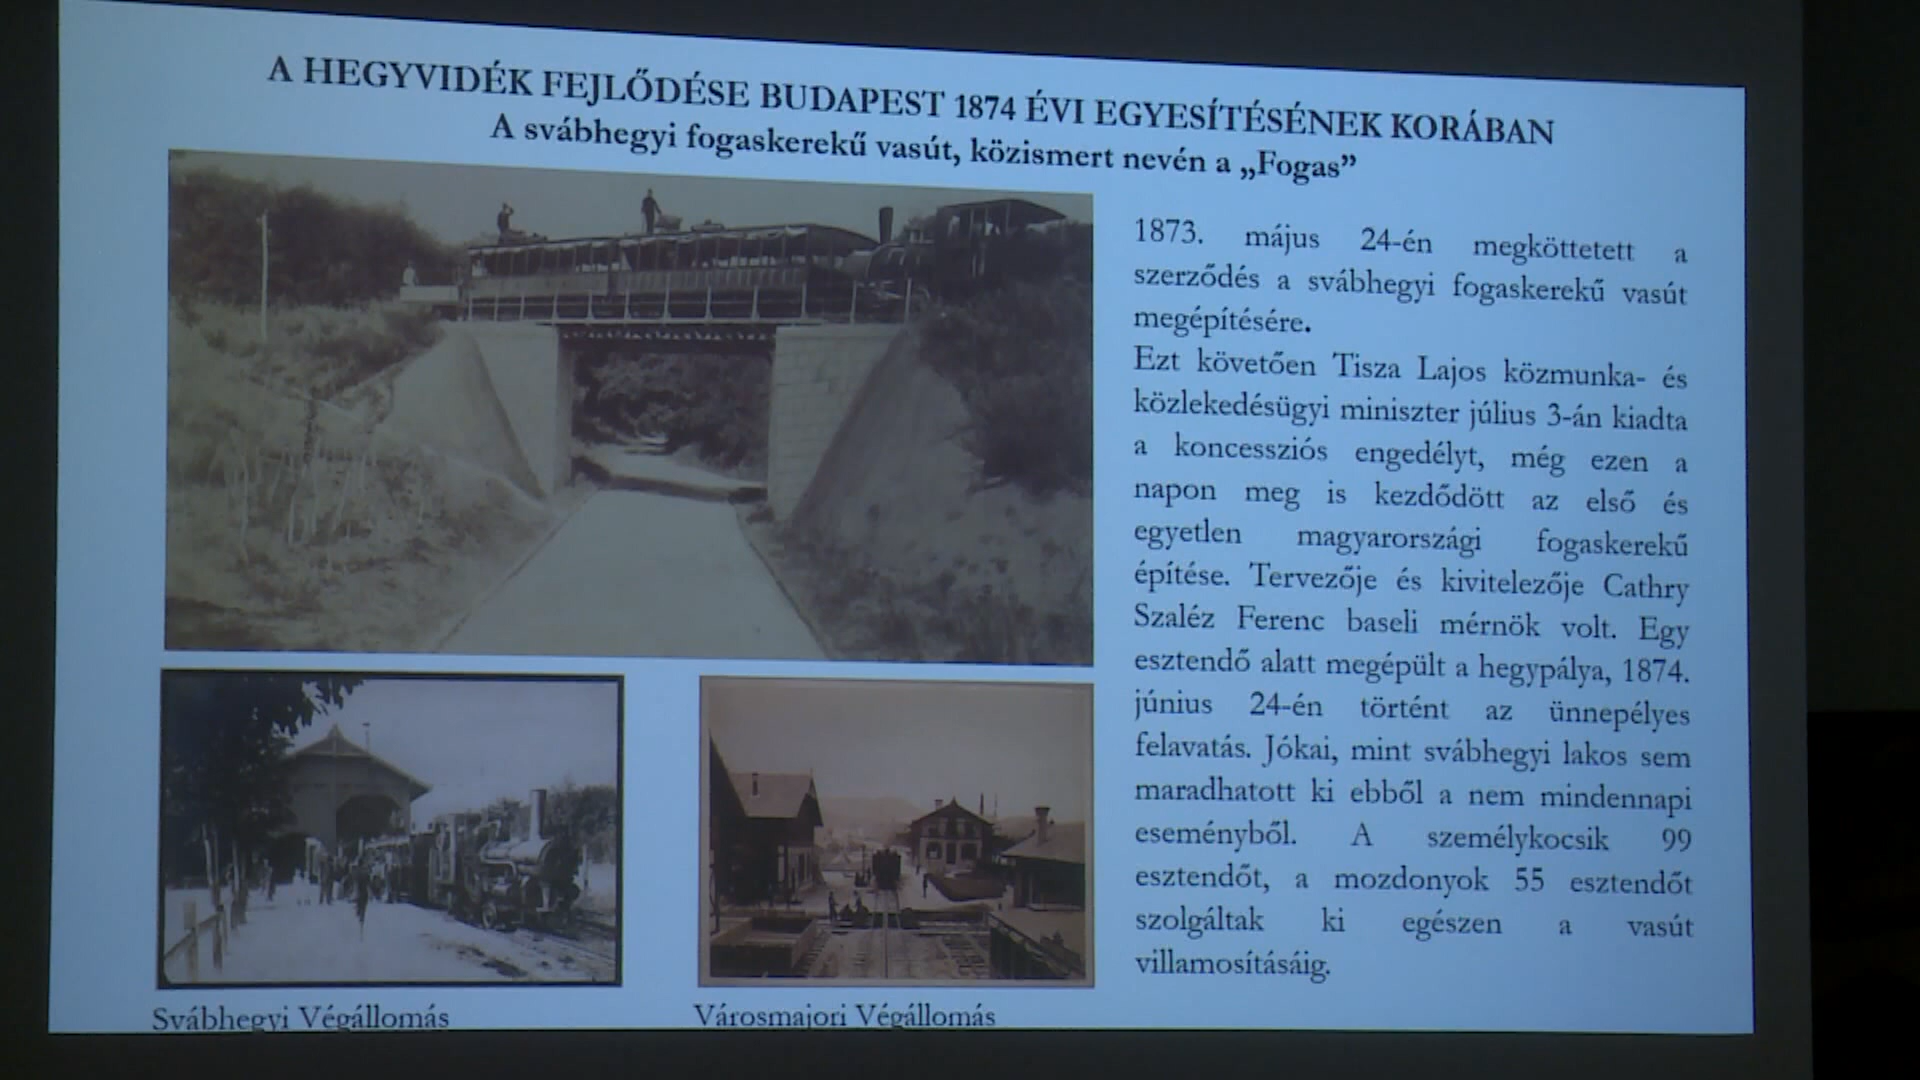 A HEGYVIDÉK FEJLŐDÉSE BUDAPEST 1874 ÉVI EGYESÍTÉSÉNEK KORÁBAN
A svábhegyi fogaskerekű vasút, közismert nevén a „Fogas”
1873. május 24-én megköttetett a
szerződés a svábhegyi fogaskerekű vasút
megépítésére.
Ezt követően Tisza Lajos közmunka- és
közlekedésügyi miniszter július 3-án kiadta
a koncessziós engedélyt, még ezen a
napon meg is kezdődött az első és
egyetlen magyarországi fogaskerekű
építése. Tervezője és kivitelezője Cathry
Szaléz Ferenc baseli mérnök volt. Egy
esztendő alatt megépült a hegypálya, 1874.
június 24-én történt az ünnepélyes
felavatás. Jókai, mint svábhegyi lakos sem
maradhatott ki ebből a nem mindennapi
eseményből. A személykocsik 99
esztendőt, a mozdonyok 55 esztendőt
szolgáltak ki egészen a vasút
villamosításáig.
Svábhegyi Végállomás
Városmajori Végállomás